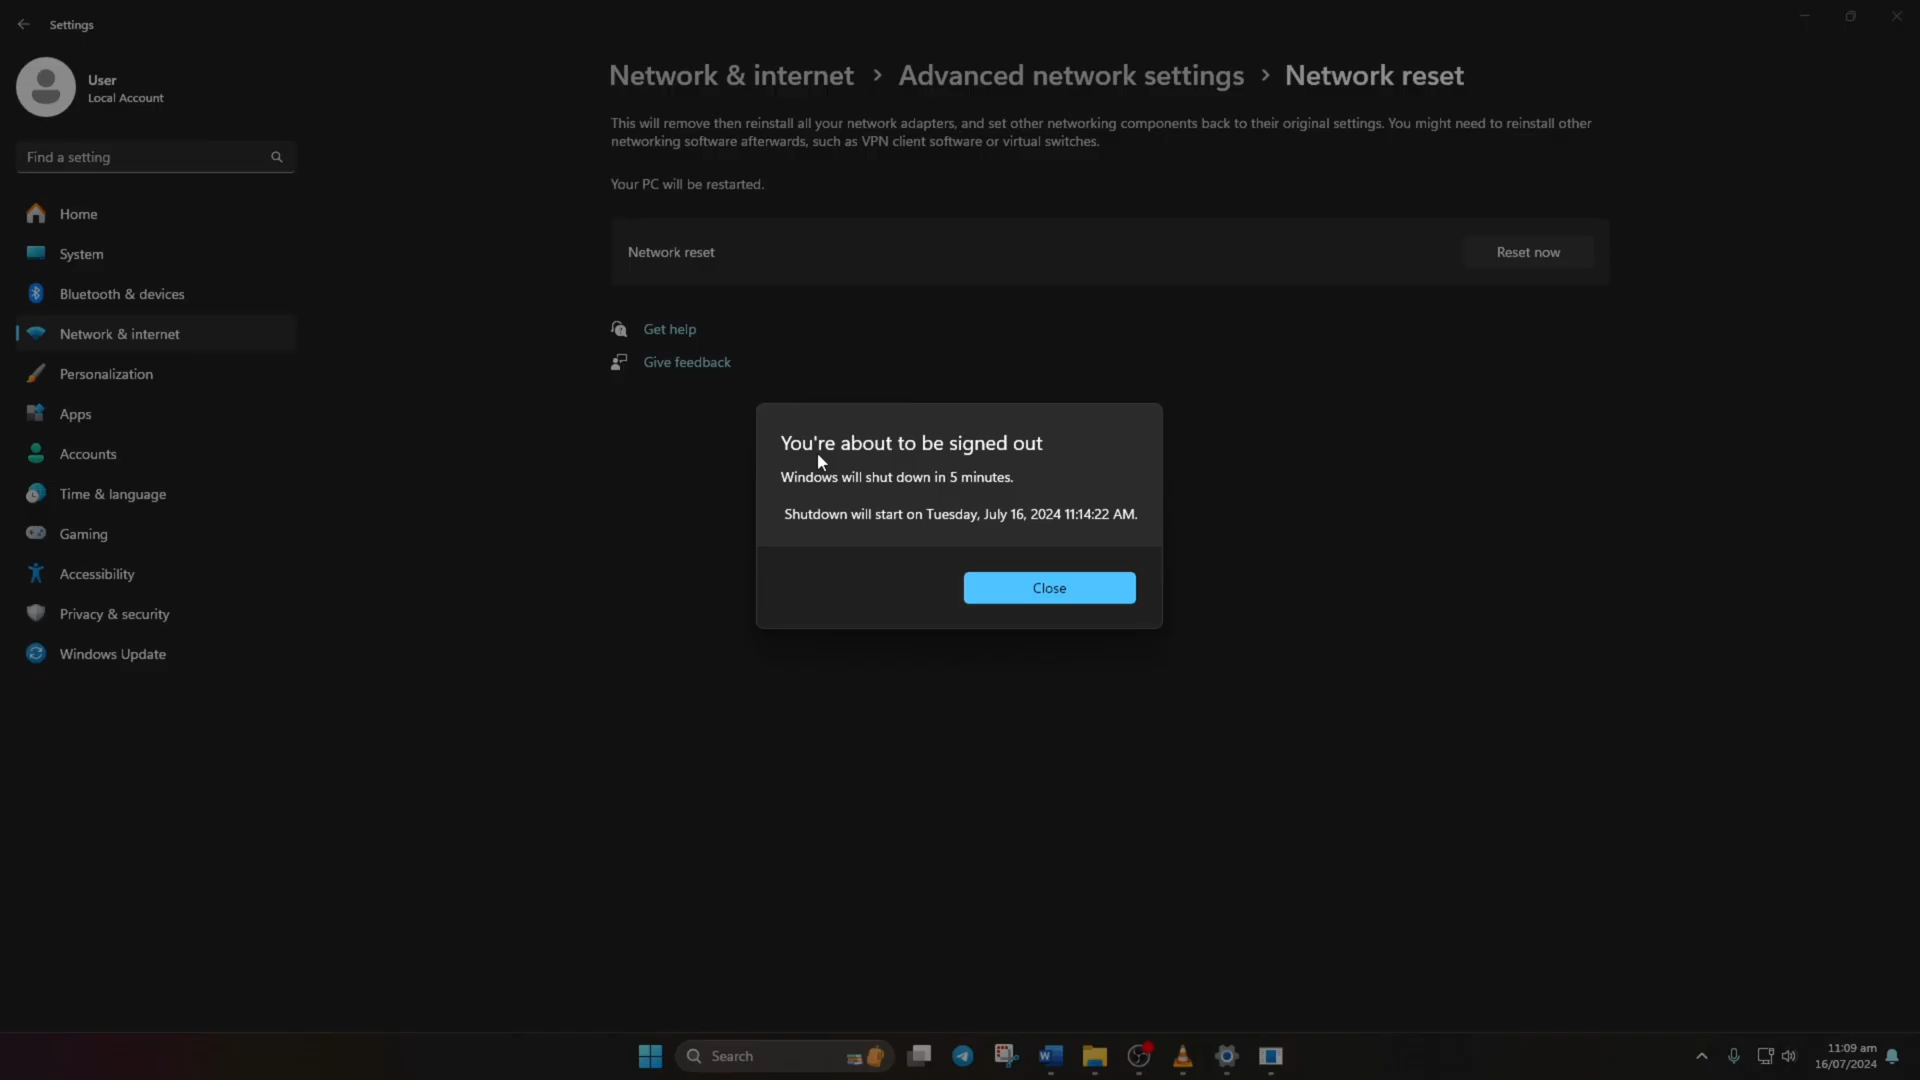 Settings
User
Local Account
Find a setting
Home
System
Bluetooth & devices
Network & internet
Personalization
Apps
Accounts
Time & language
Gaming
Accessibility
Privacy & security
Windows Update
Network & internet > Advanced network settings > Network reset
This will remove then reinstall all your network adapters, and set other networking components back to their original settings. You might need to reinstall other
networking software afterwards, such as VPN client software or virtual switches.
Your PC will be restarted.
Network reset
Reset now
Get help
Give feedback
You're about to be signed out
Windows will shut down in 5 minutes.
Shutdown will start on Tuesday, July 16, 2024 11:14:22 AM.
Close
Search
11:09 am
16/07/2024